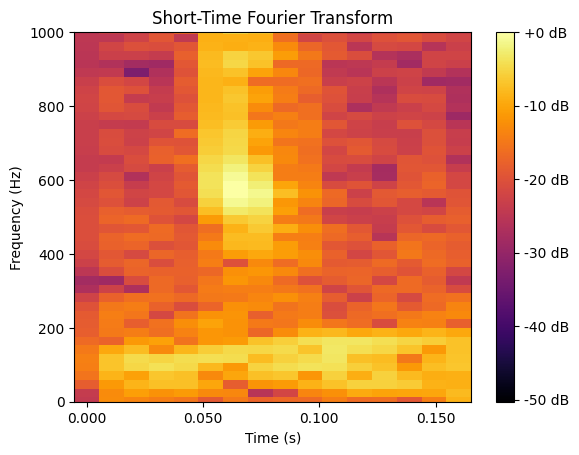 Short-Time Fourier Transform
Frequency (Hz)
1000
800
600
400
200
0
0.000
0.050
0.100
0.150
Time (s)
+0 dB
-10 dB
-20 dB
-30 dB
-40 dB
-50 dB